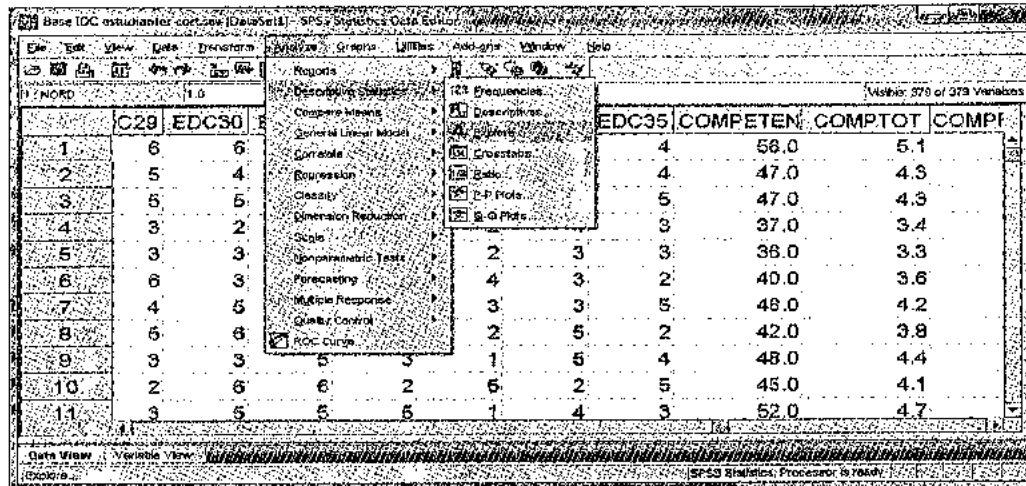 Base IDC estudiantes cort.sav [DataSet1] - SPSS Statistics Data Editor
File Edit View Data Transform Analyze Graphs Utilities Add-ons Window Help
1 : NORD 1.0 Visible: 379 of 379 Variables
Reports
Descriptive Statistics
Compare Means
General Linear Model
Correlate
Regression
Classify
Dimension Reduction
Scale
Nonparametric Tests
Forecasting
Multiple Response
Quality Control
ROC Curve
123 Frequencies...
Descriptives...
Explore...
Crosstabs...
Ratio...
P-P Plots...
Q-Q Plots...
C29 EDC30 EDC35 COMPETEN COMPTOT COMPF
1 6 6 4 56.0 5.1
2 5 4 4 47.0 4.3
3 5 5 5 47.0 4.3
4 3 2 3 37.0 3.4
5 3 3 2 3 3 36.0 3.3
6 6 3 4 3 2 40.0 3.6
7 4 5 3 3 5 46.0 4.2
8 5 6 2 5 2 42.0 3.8
9 3 3 5 3 1 5 4 48.0 4.4
10 2 6 6 2 5 2 5 45.0 4.1
11 3 5 5 5 1 4 3 52.0 4.7
Data View Variable View
Explore... SPSS Statistics Processor is ready